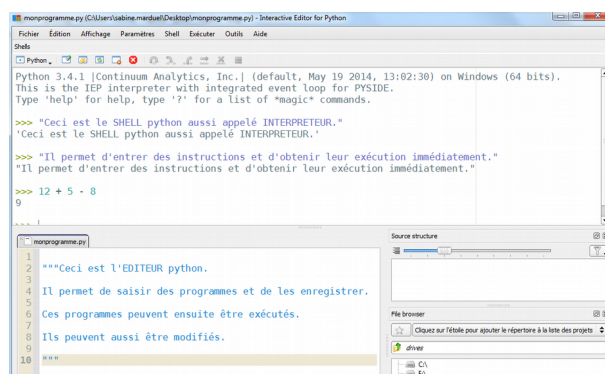 monprogramme.py (C:\Users\sabine.marduel\Desktop\monprogramme.py) - Interactive Editor for Python
Fichier Édition Affichage Paramètres Shell Exécuter Outils Aide
Shells
Python
Python 3.4.1 |Continuum Analytics, Inc.| (default, May 19 2014, 13:02:30) on Windows (64 bits).
This is the IEP interpreter with integrated event loop for PYSIDE.
Type 'help' for help, type '?' for a list of *magic* commands.
>>> "Ceci est le SHELL python aussi appelé INTERPRETEUR."
'Ceci est le SHELL python aussi appelé INTERPRETEUR.'
>>> "Il permet d'entrer des instructions et d'obtenir leur exécution immédiatement."
"Il permet d'entrer des instructions et d'obtenir leur exécution immédiatement."
>>> 12 + 5 - 8
9
monprogramme.py
1
2 """Ceci est l'EDITEUR python.
3
4 Il permet de saisir des programmes et de les enregistrer.
5
6 Ces programmes peuvent ensuite être exécutés.
7
8 Ils peuvent aussi être modifiés.
9
10 """
Source structure
File browser
Cliquez sur l'étoile pour ajouter le répertoire à la liste des projets
drives
C:\